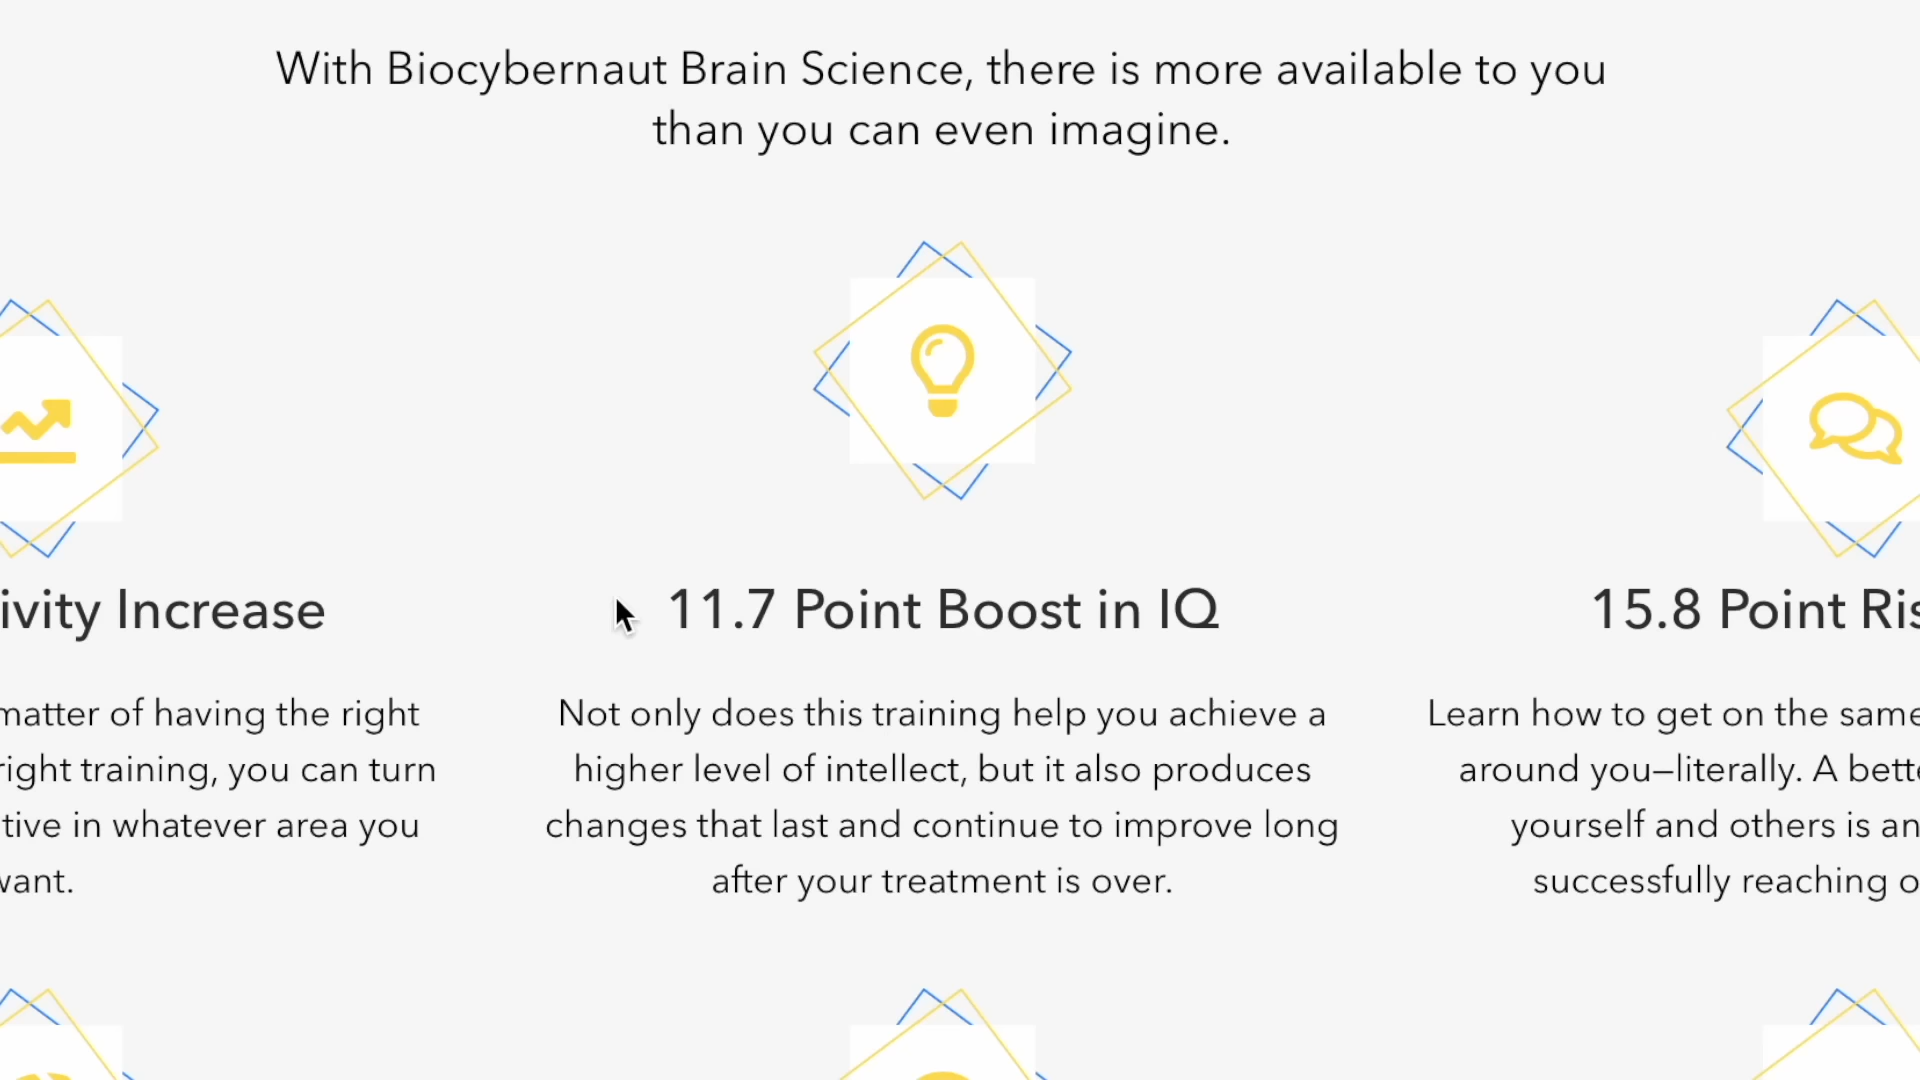 With Biocybernaut Brain Science, there is more available to you
than you can even imagine.
ivity Increase
matter of having the right
right training, you can turn
tive in whatever area you
want.
11.7 Point Boost in IQ
Not only does this training help you achieve a
higher level of intellect, but it also produces
changes that last and continue to improve long
after your treatment is over.
15.8 Point Ris
Learn how to get on the same
around you—literally. A bette
yourself and others is an
successfully reaching o